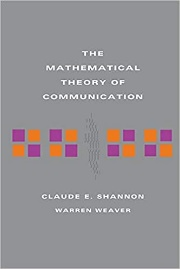 THE
MATHEMATICAL
THEORY OF
COMMUNICATION
CLAUDE E. SHANNON
WARREN WEAVER